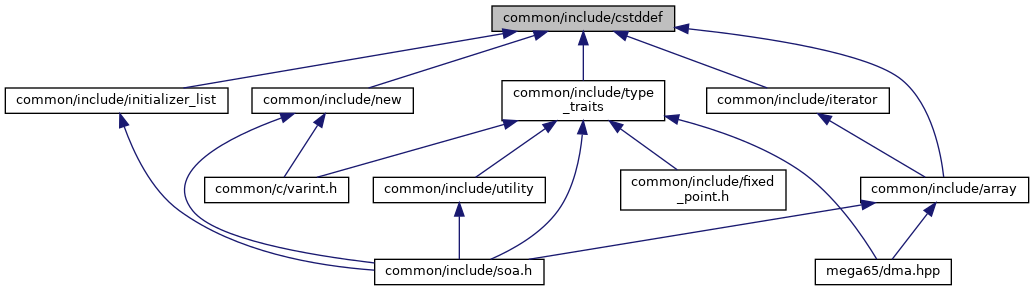 common/include/cstddef
common/include/initializer_list
common/include/new
common/include/type
_traits
common/include/iterator
common/c/varint.h
common/include/utility
common/include/fixed
_point.h
common/include/array
common/include/soa.h
mega65/dma.hpp